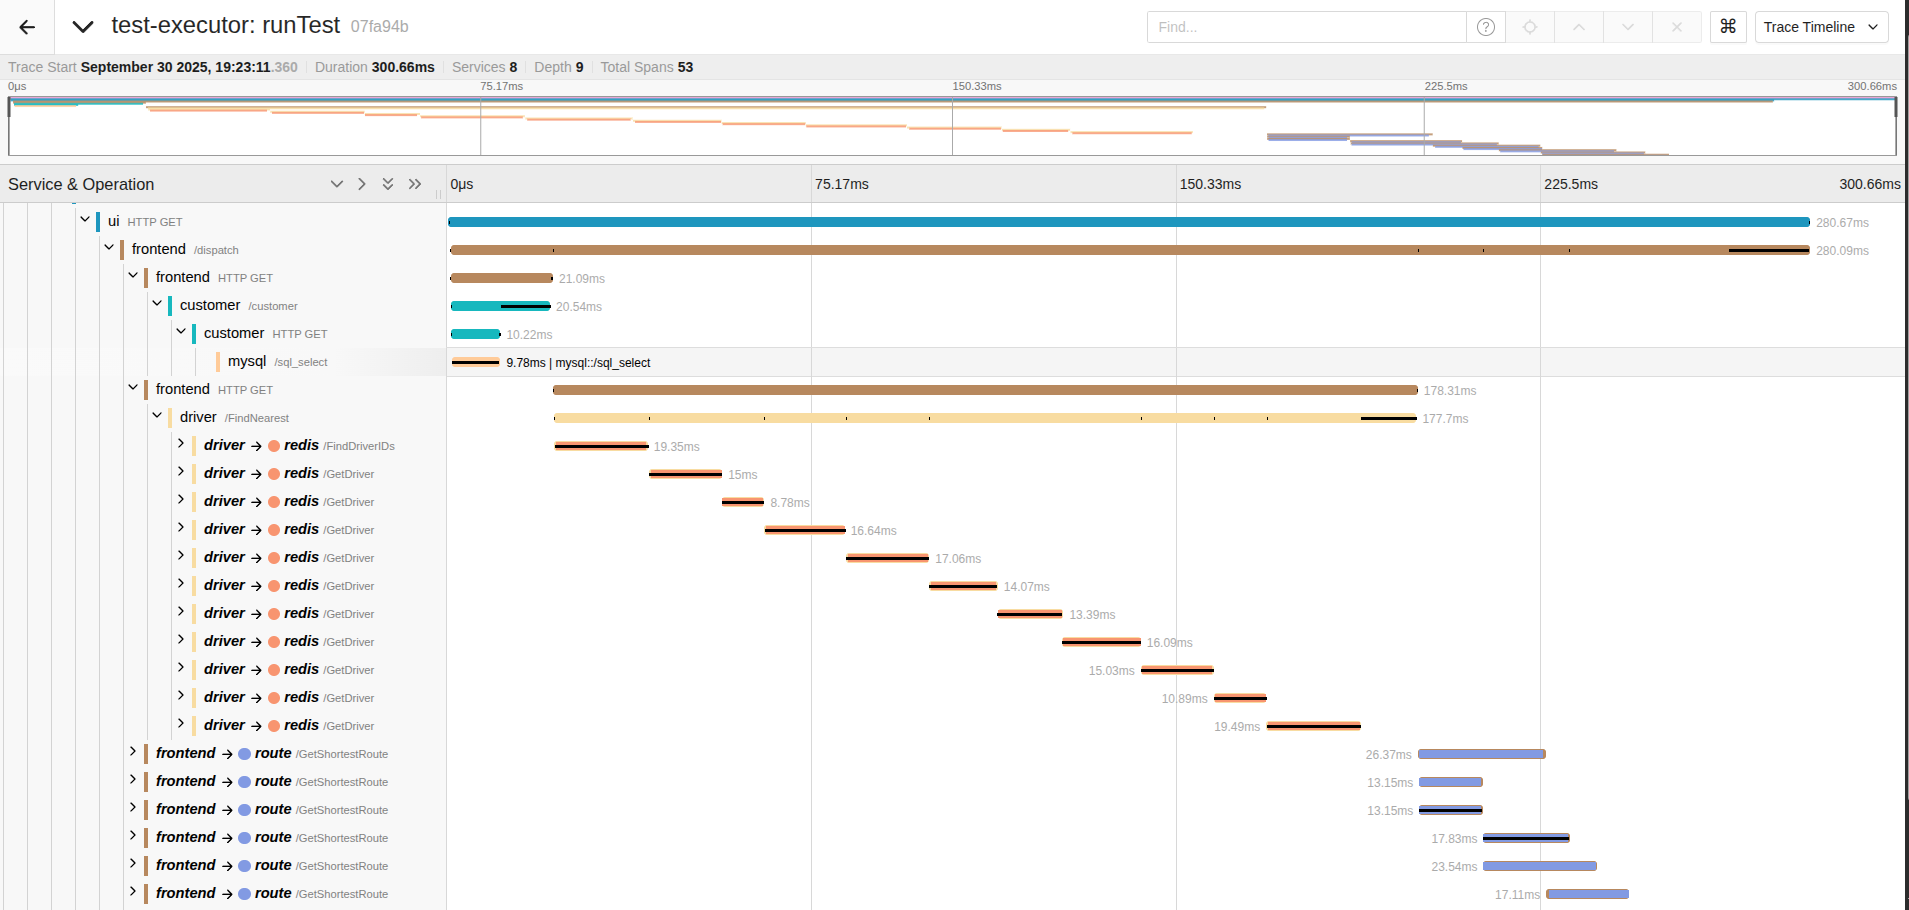 test-executor: runTest 07fa94b Find... ? ⌘ Trace Timeline
Trace Start September 30 2025, 19:23:11.360 Duration 300.66ms Services 8 Depth 9 Total Spans 53
0μs 75.17ms 150.33ms 225.5ms 300.66ms
Service & Operation 0μs 75.17ms 150.33ms 225.5ms 300.66ms
ui HTTP GET 280.67ms
frontend /dispatch 280.09ms
frontend HTTP GET 21.09ms
customer /customer 20.54ms
customer HTTP GET 10.22ms
mysql /sql_select 9.78ms | mysql::/sql_select
frontend HTTP GET 178.31ms
driver /FindNearest 177.7ms
driver → redis /FindDriverIDs 19.35ms
driver → redis /GetDriver 15ms
driver → redis /GetDriver 8.78ms
driver → redis /GetDriver 16.64ms
driver → redis /GetDriver 17.06ms
driver → redis /GetDriver 14.07ms
driver → redis /GetDriver 13.39ms
driver → redis /GetDriver 16.09ms
driver → redis /GetDriver 15.03ms
driver → redis /GetDriver 10.89ms
driver → redis /GetDriver 19.49ms
frontend → route /GetShortestRoute 26.37ms
frontend → route /GetShortestRoute 13.15ms
frontend → route /GetShortestRoute 13.15ms
frontend → route /GetShortestRoute 17.83ms
frontend → route /GetShortestRoute 23.54ms
frontend → route /GetShortestRoute 17.11ms